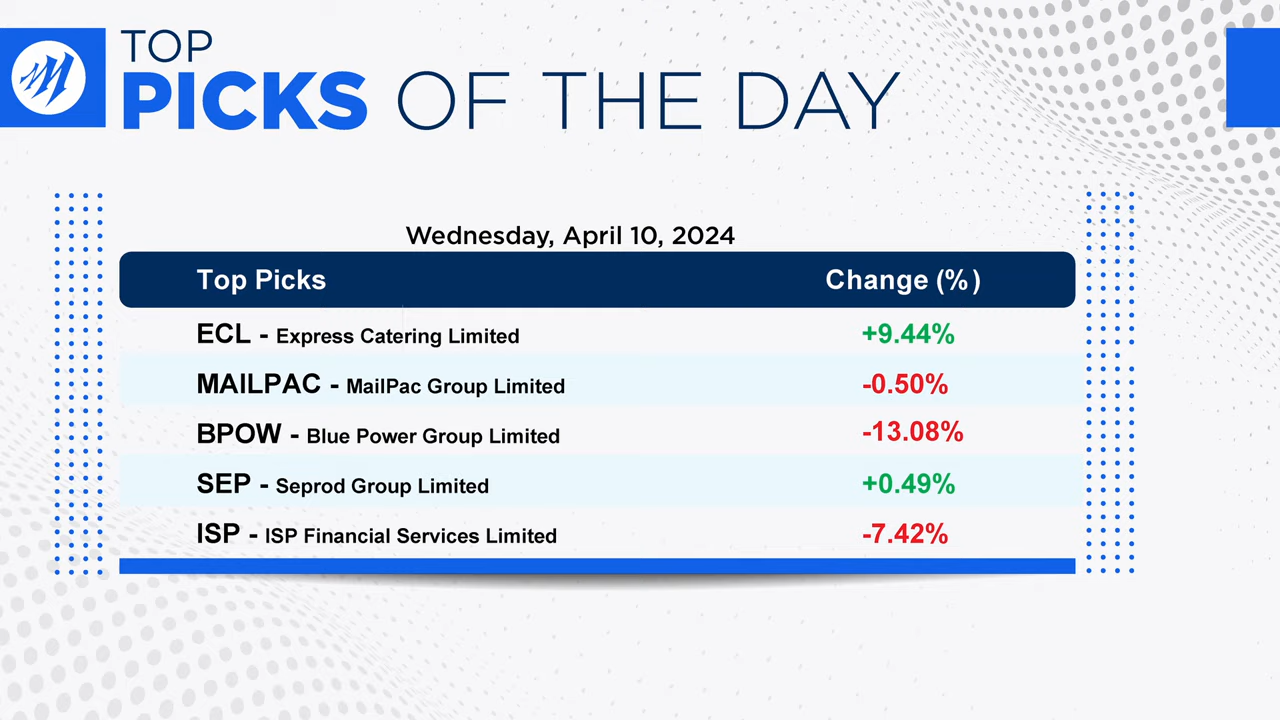 TOP
PICKS OF THE DAY
Wednesday, April 10, 2024
Top Picks Change (%)
ECL - Express Catering Limited +9.44%
MAILPAC - MailPac Group Limited -0.50%
BPOW - Blue Power Group Limited -13.08%
SEP - Seprod Group Limited +0.49%
ISP - ISP Financial Services Limited -7.42%